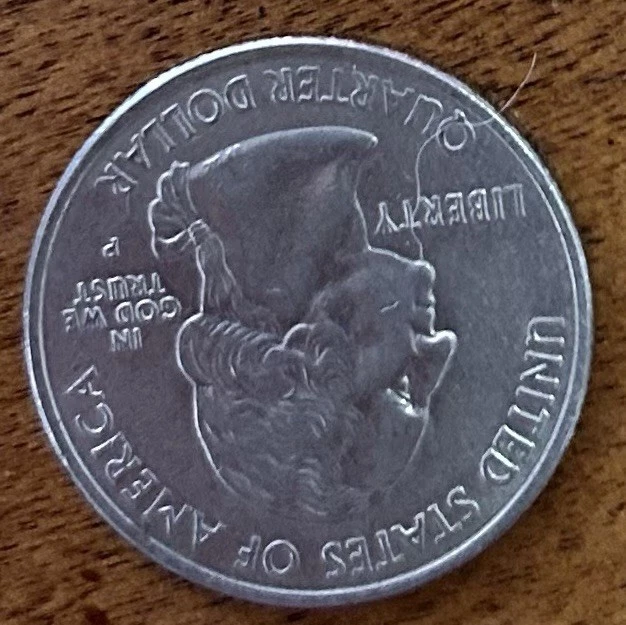 UNITED STATES OF AMERICA
LIBERTY
IN
GOD WE
TRUST
P
QUARTER DOLLAR